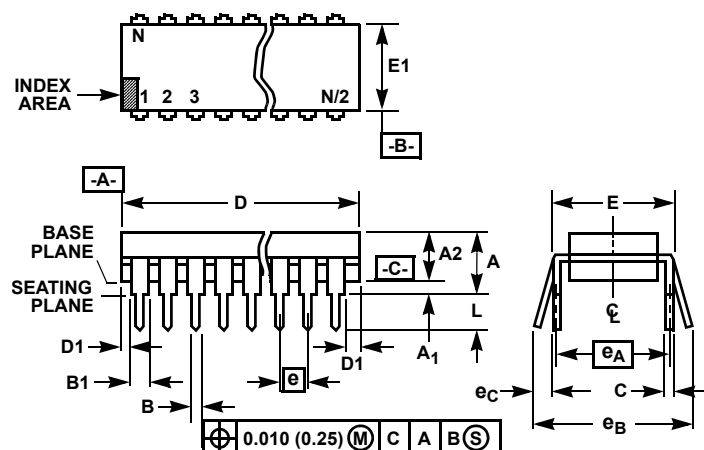 N
E1
INDEX
AREA
1 2 3 N/2
-B-
-A-
D
E
BASE
PLANE
A2
A
-C-
SEATING
PLANE
L
C
L
D1
A1
D1
eA
B1
e
eC
C
B
eB
0.010 (0.25) M C A B S